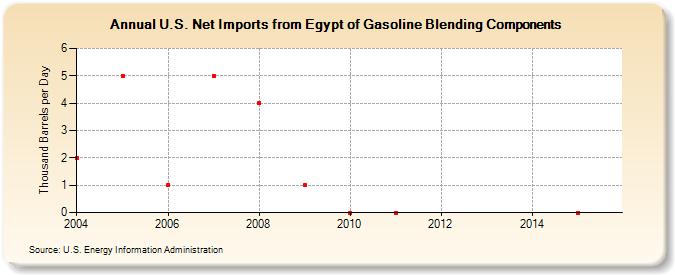 Annual U.S. Net Imports from Egypt of Gasoline Blending Components
Thousand Barrels per Day
6
5
4
3
2
1
0
2004 2006 2008 2010 2012 2014
Source: U.S. Energy Information Administration